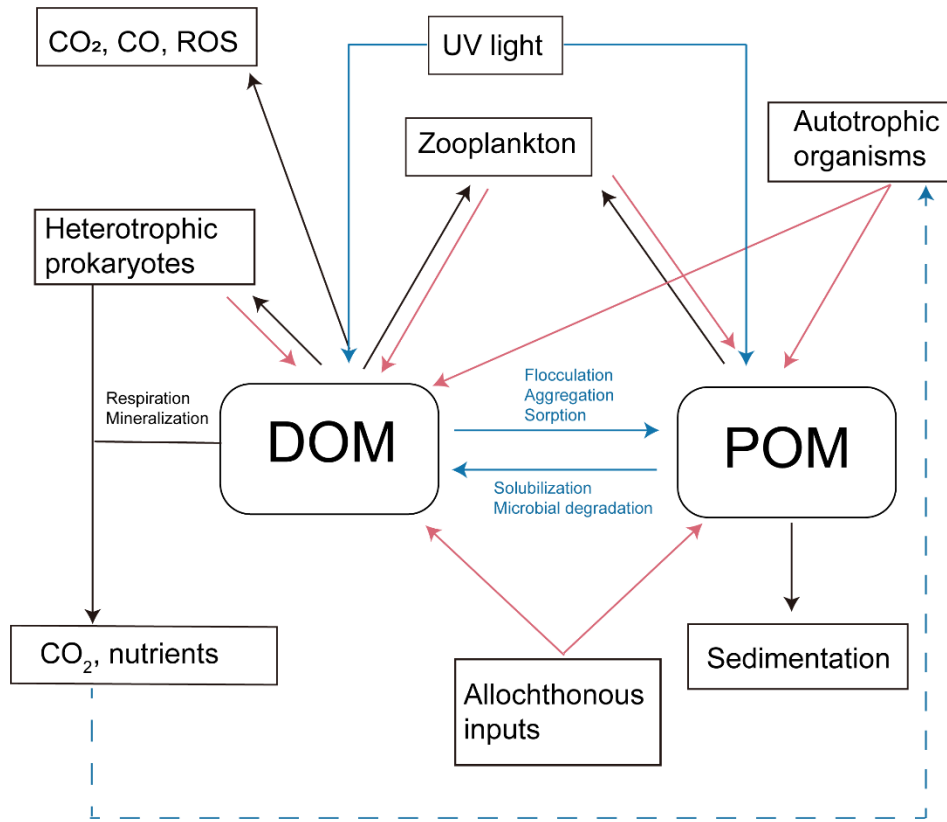 CO₂, CO, ROS
UV light
Zooplankton
Autotrophic
organisms
Heterotrophic
prokaryotes
Respiration
Mineralization
Flocculation
Aggregation
Sorption
DOM
POM
Solubilization
Microbial degradation
CO₂, nutrients
Allochthonous
inputs
Sedimentation